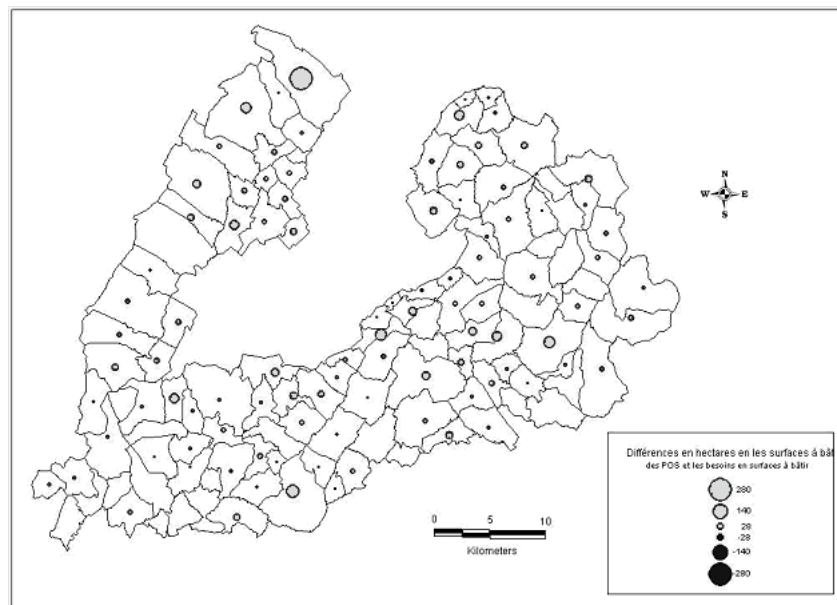 N
W E
S
Différences en hectares en les surfaces à bât
des POS et les besoins en surfaces à bâtir
280
140
28
-28
-140
-280
0 5 10
Kilometers